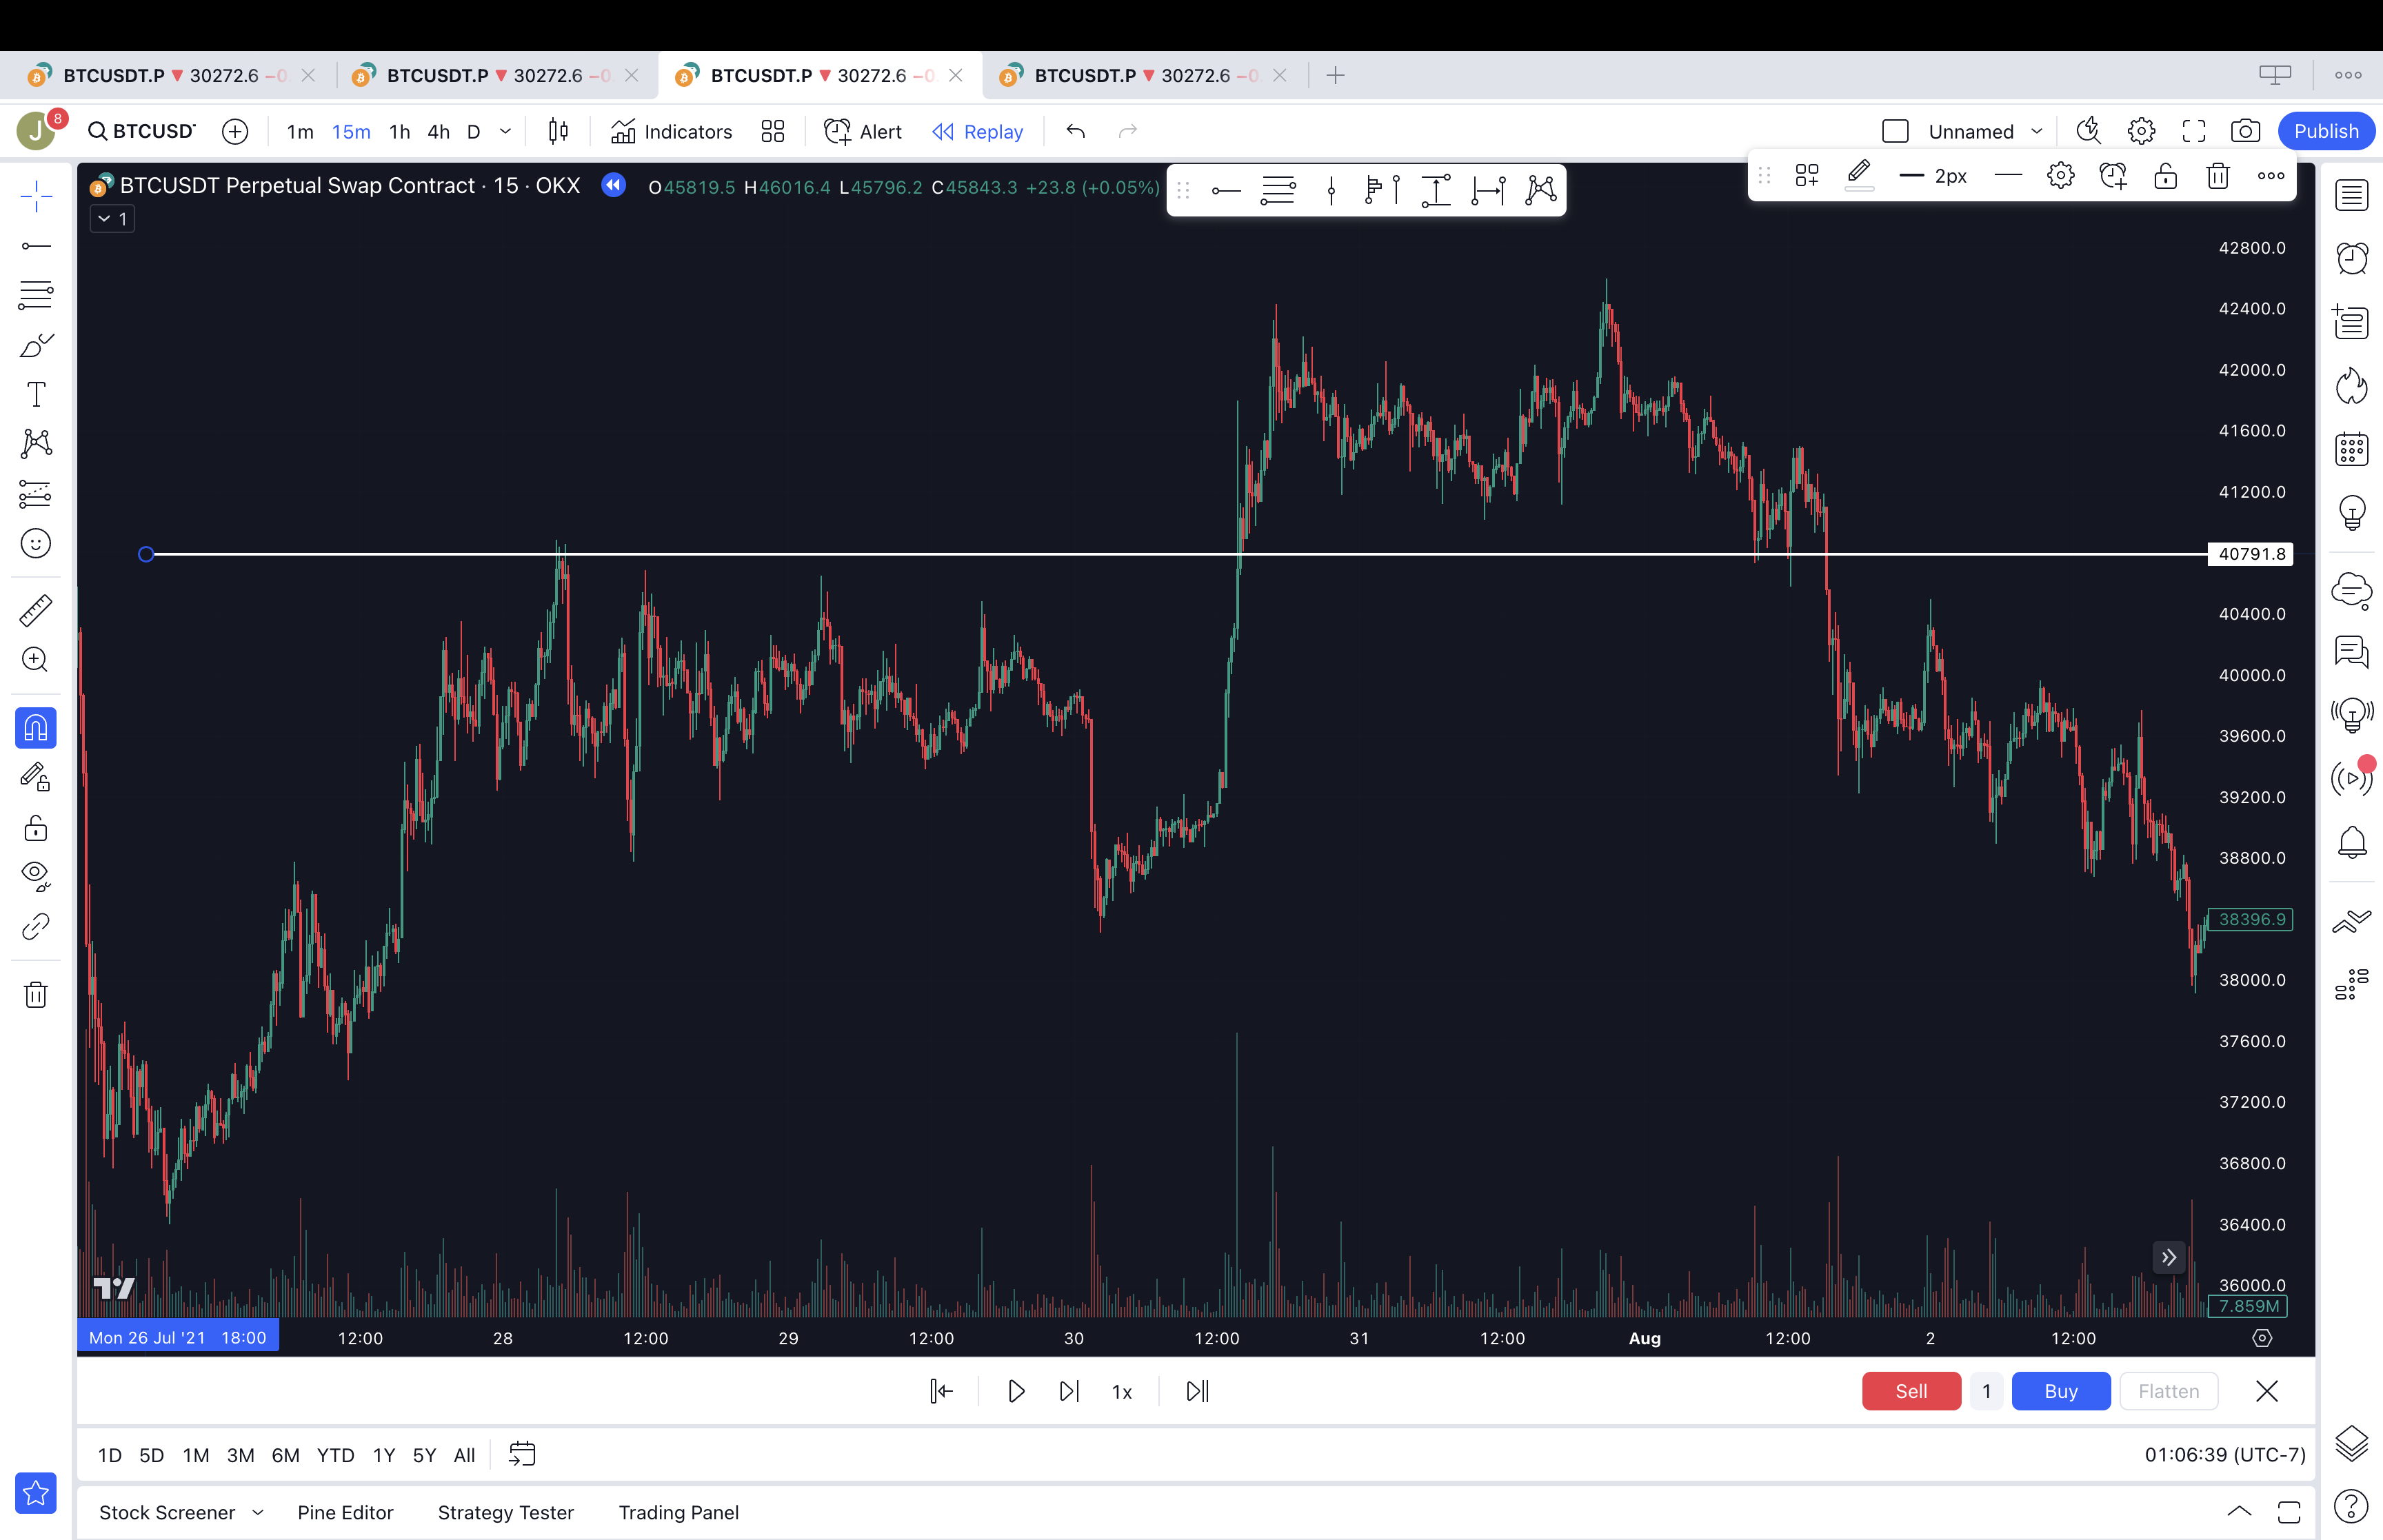 BTCUSDT.P ▼ 30272.6 −0
BTCUSDT.P ▼ 30272.6 −0
BTCUSDT.P ▼ 30272.6 −0
BTCUSDT.P ▼ 30272.6 −0
J 8 BTCUSDT 1m 15m 1h 4h D Indicators Alert Replay Unnamed Publish
BTCUSDT Perpetual Swap Contract · 15 · OKX O45819.5 H46016.4 L45796.2 C45843.3 +23.8 (+0.05%)
2px
1
42800.0
42400.0
42000.0
41600.0
41200.0
40791.8
40400.0
40000.0
39600.0
39200.0
38800.0
38396.9
38000.0
37600.0
37200.0
36800.0
36400.0
36000.0
7.859M
Mon 26 Jul '21 18:00 12:00 28 12:00 29 12:00 30 12:00 31 12:00 Aug 12:00 2 12:00
1x Sell 1 Buy Flatten
1D 5D 1M 3M 6M YTD 1Y 5Y All 01:06:39 (UTC-7)
Stock Screener Pine Editor Strategy Tester Trading Panel